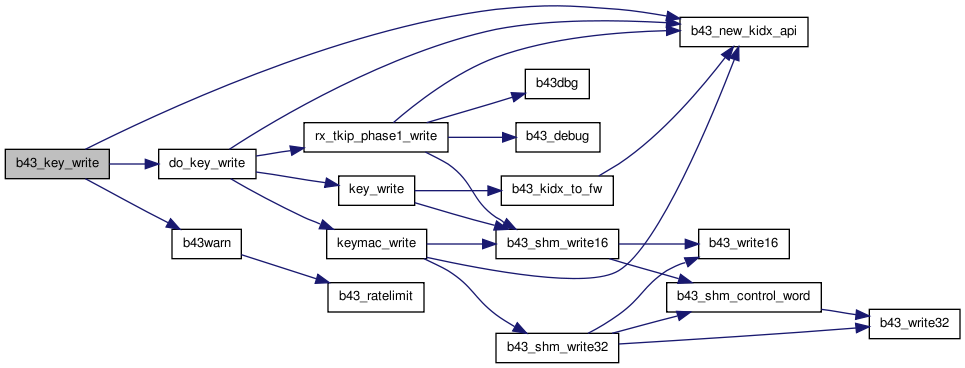 b43_new_kidx_api
b43dbg
rx_tkip_phase1_write
b43_debug
b43_key_write
do_key_write
key_write
b43_kidx_to_fw
b43warn
keymac_write
b43_shm_write16
b43_write16
b43_ratelimit
b43_shm_control_word
b43_write32
b43_shm_write32